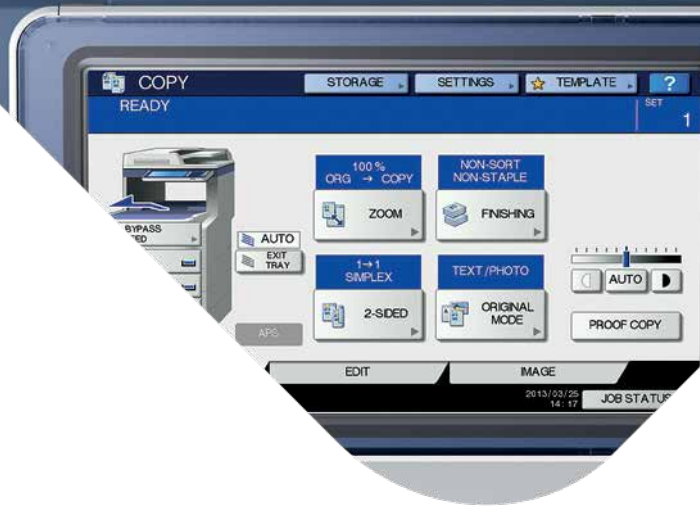 COPY
STORAGE
SETTINGS
TEMPLATE
?
READY
SET
1
100 %
ORG → COPY
NON-SORT
NON-STAPLE
ZOOM
FINISHING
BYPASS
AUTO
EXIT
TRAY
1→1
SIMPLEX
TEXT/PHOTO
AUTO
2-SIDED
ORIGINAL
MODE
PROOF COPY
APS
EDIT
IMAGE
2013/03/25
14:17
JOB STATUS